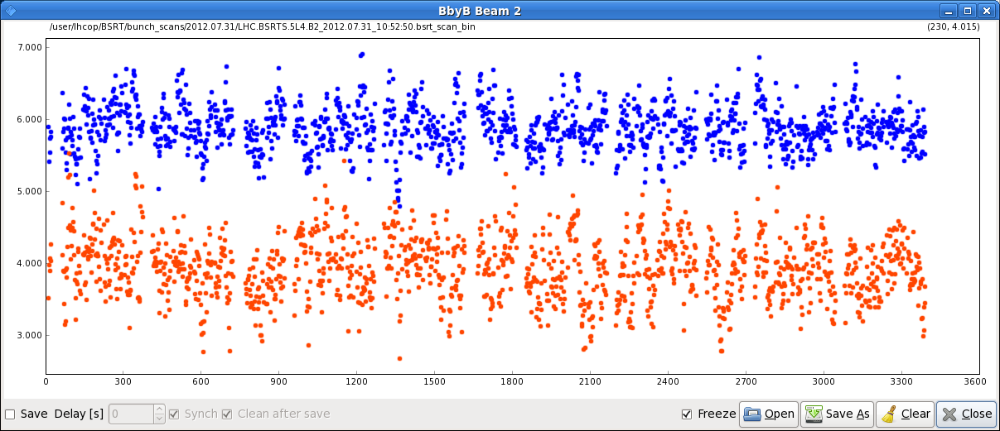 BbyB Beam 2
/user/lhcop/BSRT/bunch_scans/2012.07.31/LHC.BSRTS.5L4.B2_2012.07.31_10:52:50.bsrt_scan_bin (230, 4.015)
7.000
6.000
5.000
4.000
3.000
0 300 600 900 1200 1500 1800 2100 2400 2700 3000 3300 3600
Save Delay [s] 0 Synch Clean after save Freeze Open Save As Clear Close